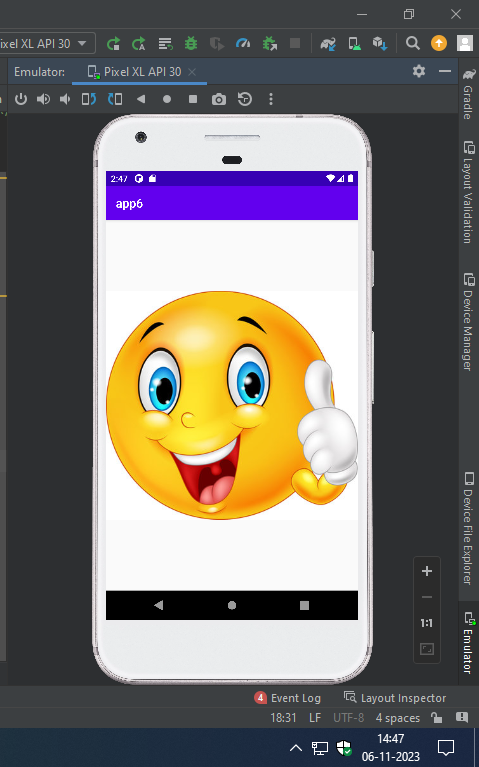 ixel XL API 30
Emulator:
Pixel XL API 30
2:47
app6
Gradle
Layout Validation
Device Manager
Device File Explorer
Emulator
1:1
4 Event Log
Layout Inspector
18:31 LF UTF-8 4 spaces
14:47
06-11-2023